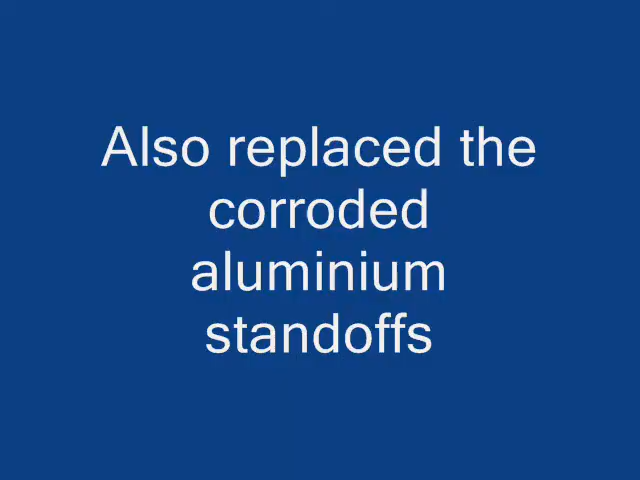 Also replaced the
corroded
aluminium
standoffs